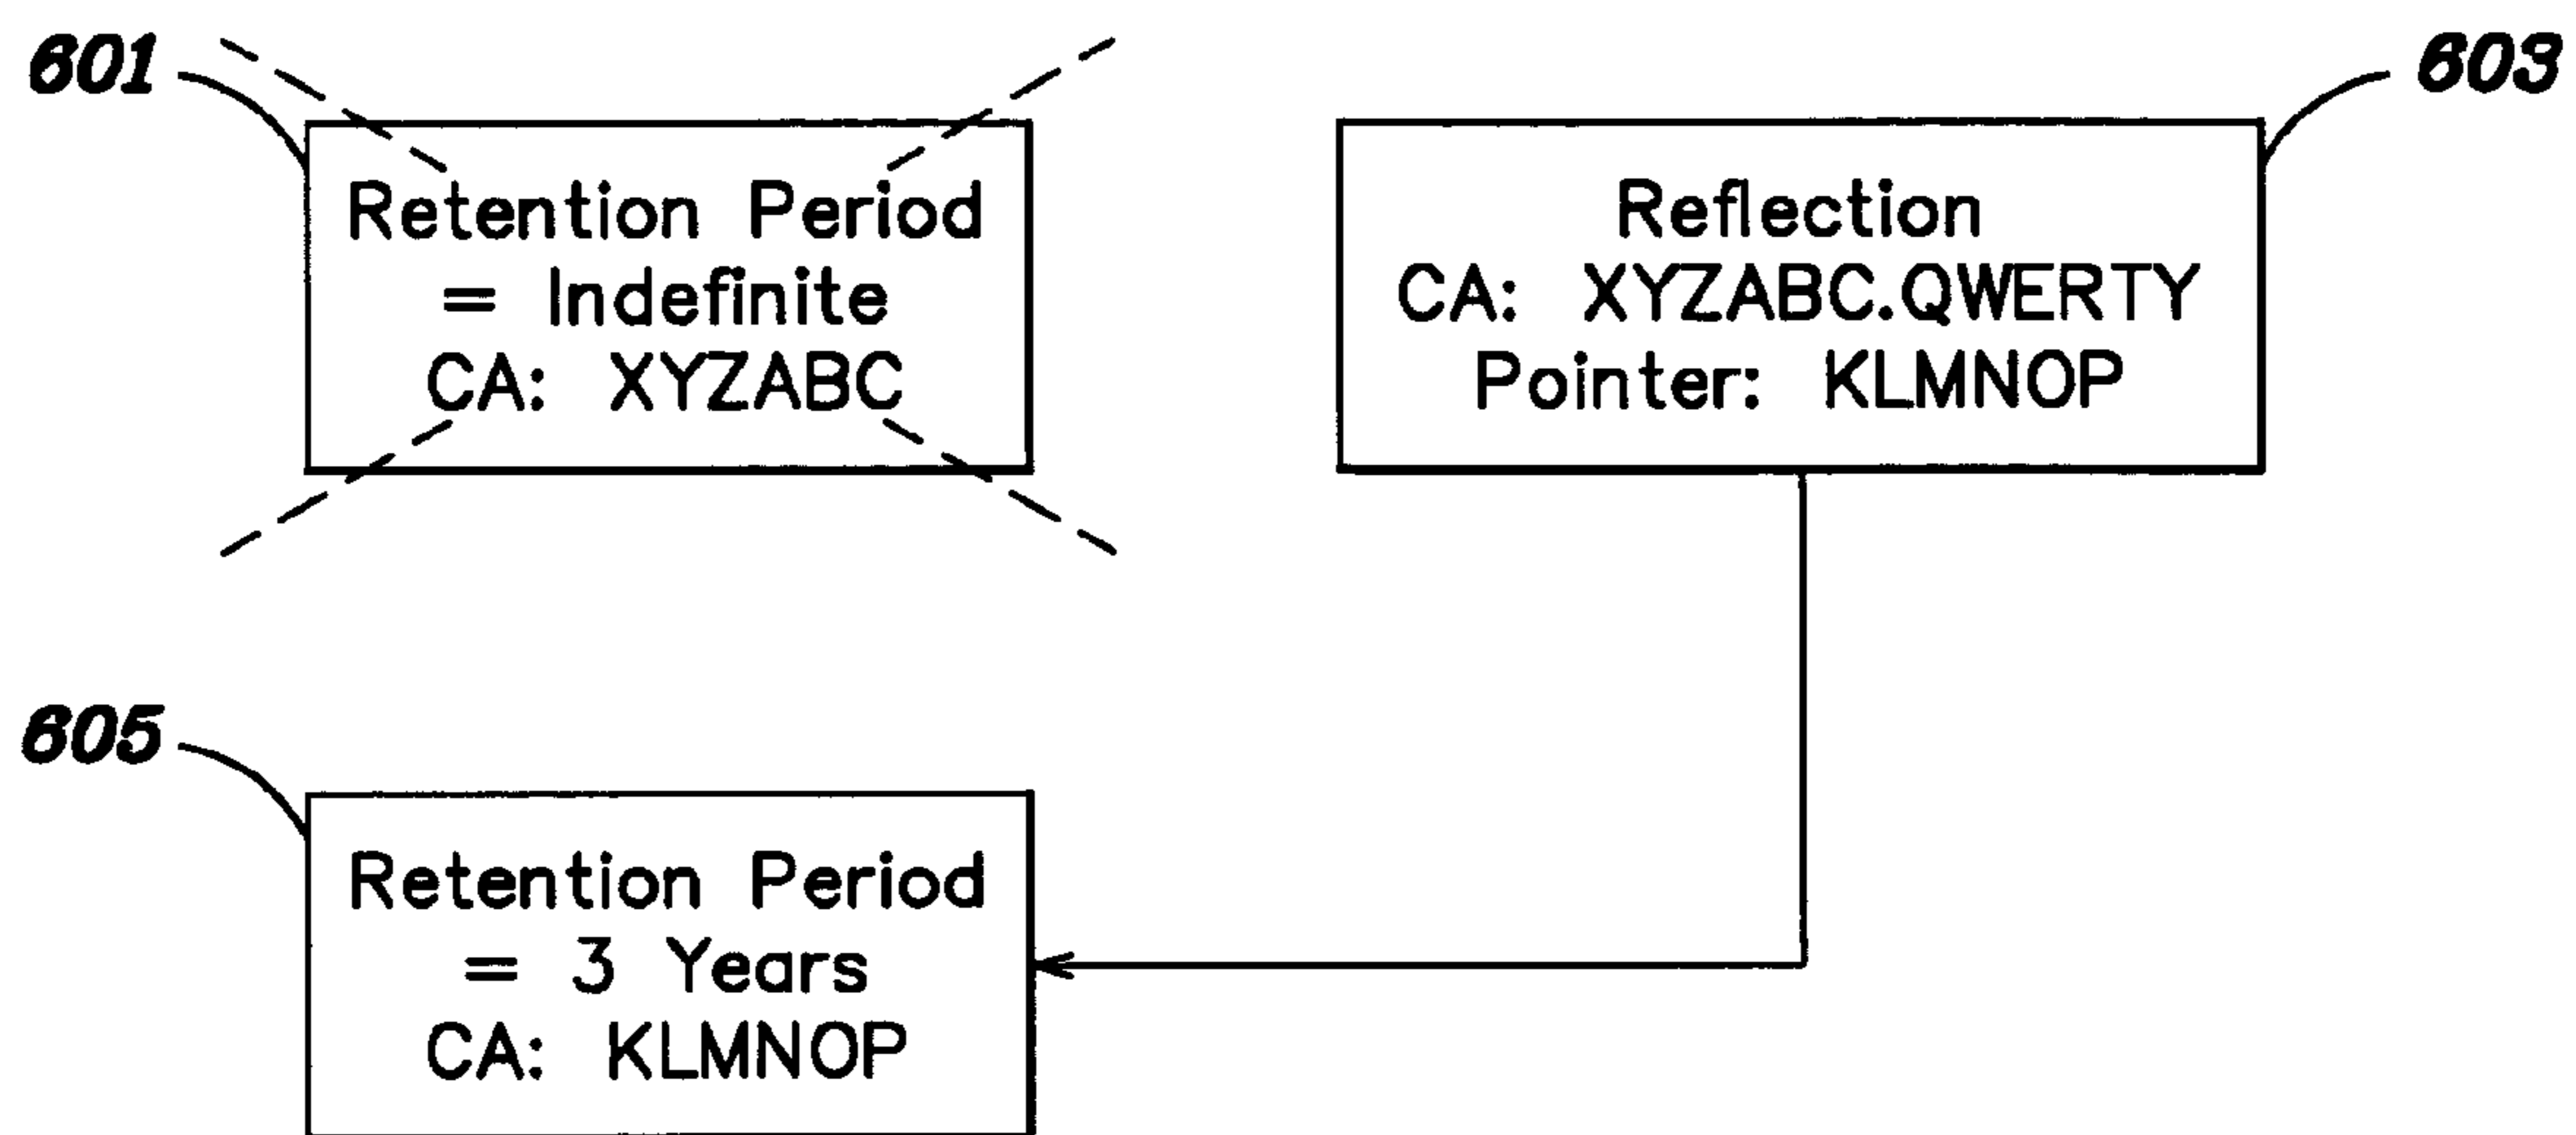 601
Retention Period
= Indefinite
CA: XYZABC
603
Reflection
CA: XYZABC.QWERTY
Pointer: KLMNOP
605
Retention Period
= 3 Years
CA: KLMNOP